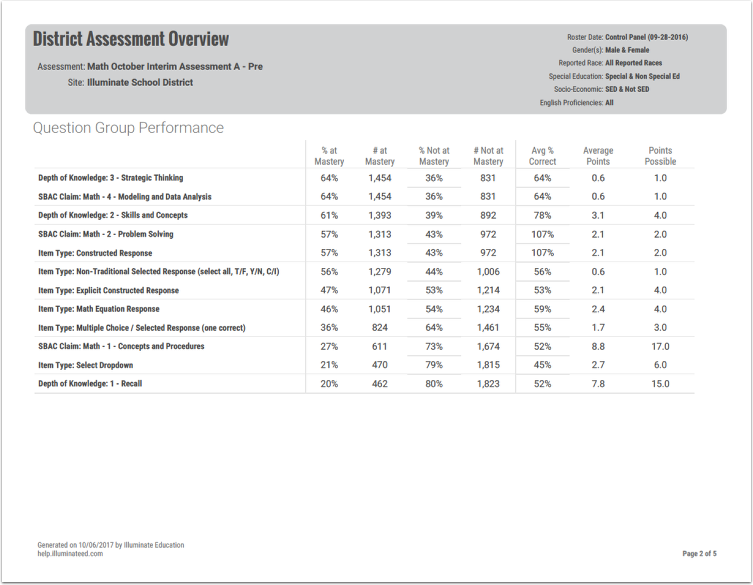 District Assessment Overview
Assessment: Math October Interim Assessment A - Pre
Site: Illuminate School District
Roster Date: Control Panel (09-28-2016)
Gender(s): Male & Female
Reported Race: All Reported Races
Special Education: Special & Non Special Ed
Socio-Economic: SED & Not SED
English Proficiencies: All
Question Group Performance
% at Mastery # at Mastery % Not at Mastery # Not at Mastery Avg % Correct Average Points Points Possible
Depth of Knowledge: 3 - Strategic Thinking 64% 1,454 36% 831 64% 0.6 1.0
SBAC Claim: Math - 4 - Modeling and Data Analysis 64% 1,454 36% 831 64% 0.6 1.0
Depth of Knowledge: 2 - Skills and Concepts 61% 1,393 39% 892 78% 3.1 4.0
SBAC Claim: Math - 2 - Problem Solving 57% 1,313 43% 972 107% 2.1 2.0
Item Type: Constructed Response 57% 1,313 43% 972 107% 2.1 2.0
Item Type: Non-Traditional Selected Response (select all, T/F, Y/N, C/I) 56% 1,279 44% 1,006 56% 0.6 1.0
Item Type: Explicit Constructed Response 47% 1,071 53% 1,214 53% 2.1 4.0
Item Type: Math Equation Response 46% 1,051 54% 1,234 59% 2.4 4.0
Item Type: Multiple Choice / Selected Response (one correct) 36% 824 64% 1,461 55% 1.7 3.0
SBAC Claim: Math - 1 - Concepts and Procedures 27% 611 73% 1,674 52% 8.8 17.0
Item Type: Select Dropdown 21% 470 79% 1,815 45% 2.7 6.0
Depth of Knowledge: 1 - Recall 20% 462 80% 1,823 52% 7.8 15.0
Generated on 10/06/2017 by Illuminate Education
help.illuminateed.com
Page 2 of 5